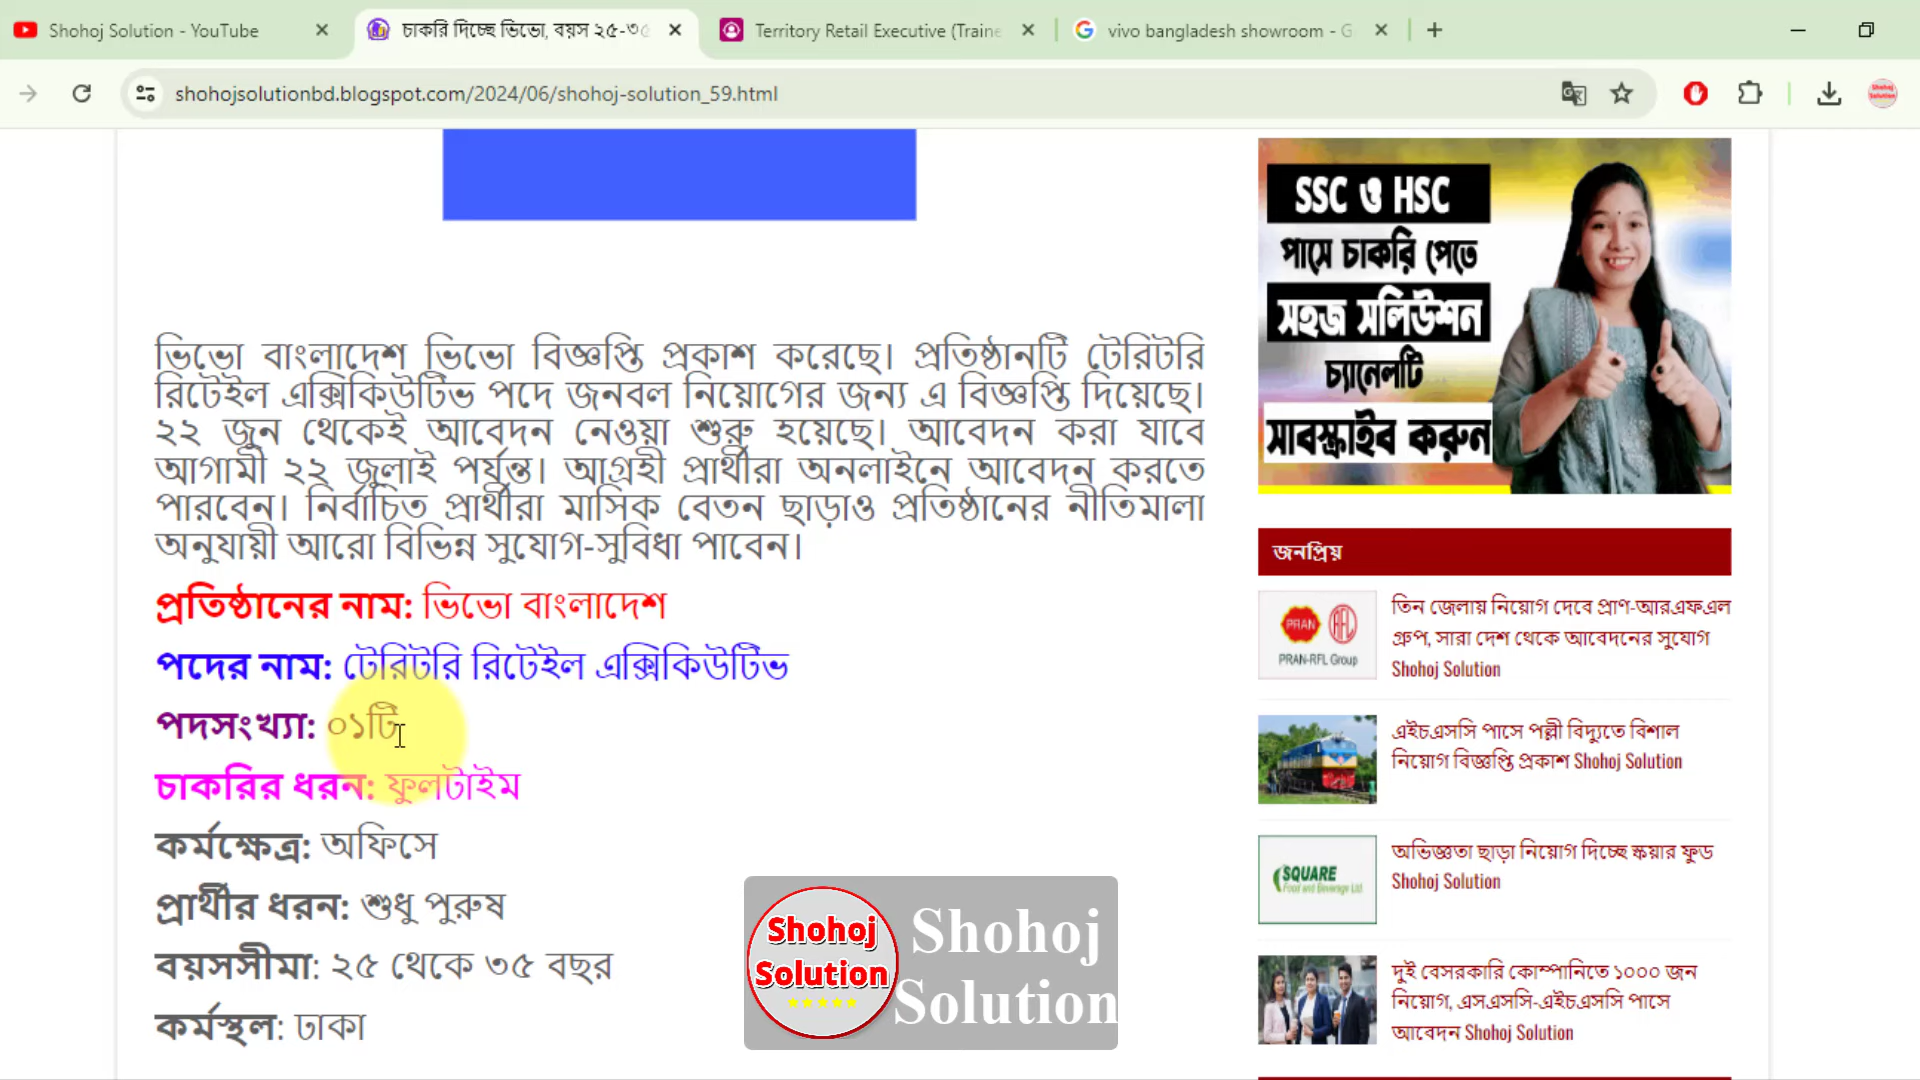 Shohoj Solution - YouTube
চাকরি দিচ্ছে ভিভো, বয়স ২৫-৩৫
Territory Retail Executive (Traine
vivo bangladesh showroom - G
shohojsolutionbd.blogspot.com/2024/06/shohoj-solution_59.html
ভিভো বাংলাদেশ ভিভো বিজ্ঞপ্তি প্রকাশ করেছে। প্রতিষ্ঠানটি টেরিটরি
রিটেইল এক্সিকিউটিভ পদে জনবল নিয়োগের জন্য এ বিজ্ঞপ্তি দিয়েছে।
২২ জুন থেকেই আবেদন নেওয়া শুরু হয়েছে। আবেদন করা যাবে
আগামী ২২ জুলাই পর্যন্ত। আগ্রহী প্রার্থীরা অনলাইনে আবেদন করতে
পারবেন। নির্বাচিত প্রার্থীরা মাসিক বেতন ছাড়াও প্রতিষ্ঠানের নীতিমালা
অনুযায়ী আরো বিভিন্ন সুযোগ-সুবিধা পাবেন।
প্রতিষ্ঠানের নাম: ভিভো বাংলাদেশ
পদের নাম: টেরিটরি রিটেইল এক্সিকিউটিভ
পদসংখ্যা: ০১টি
চাকরির ধরন: ফুলটাইম
কর্মক্ষেত্র: অফিসে
প্রার্থীর ধরন: শুধু পুরুষ
বয়সসীমা: ২৫ থেকে ৩৫ বছর
কর্মস্থল: ঢাকা
SSC ও HSC
পাসে চাকরি পেতে
সহজ সলিউশন
চ্যানেলটি
সাবস্ক্রাইব করুন
জনপ্রিয়
PRAN
RFL
PRAN-RFL Group
তিন জেলায় নিয়োগ দেবে প্রাণ-আরএফএল
গ্রুপ, সারা দেশ থেকে আবেদনের সুযোগ
Shohoj Solution
এইচএসসি পাসে পল্লী বিদ্যুতে বিশাল
নিয়োগ বিজ্ঞপ্তি প্রকাশ Shohoj Solution
SQUARE
Food and Beverage Ltd.
অভিজ্ঞতা ছাড়া নিয়োগ দিচ্ছে স্কয়ার ফুড
Shohoj Solution
দুই বেসরকারি কোম্পানিতে ১০০০ জন
নিয়োগ, এসএসসি-এইচএসসি পাসে
আবেদন Shohoj Solution
Shohoj
Solution
Shohoj
Solution